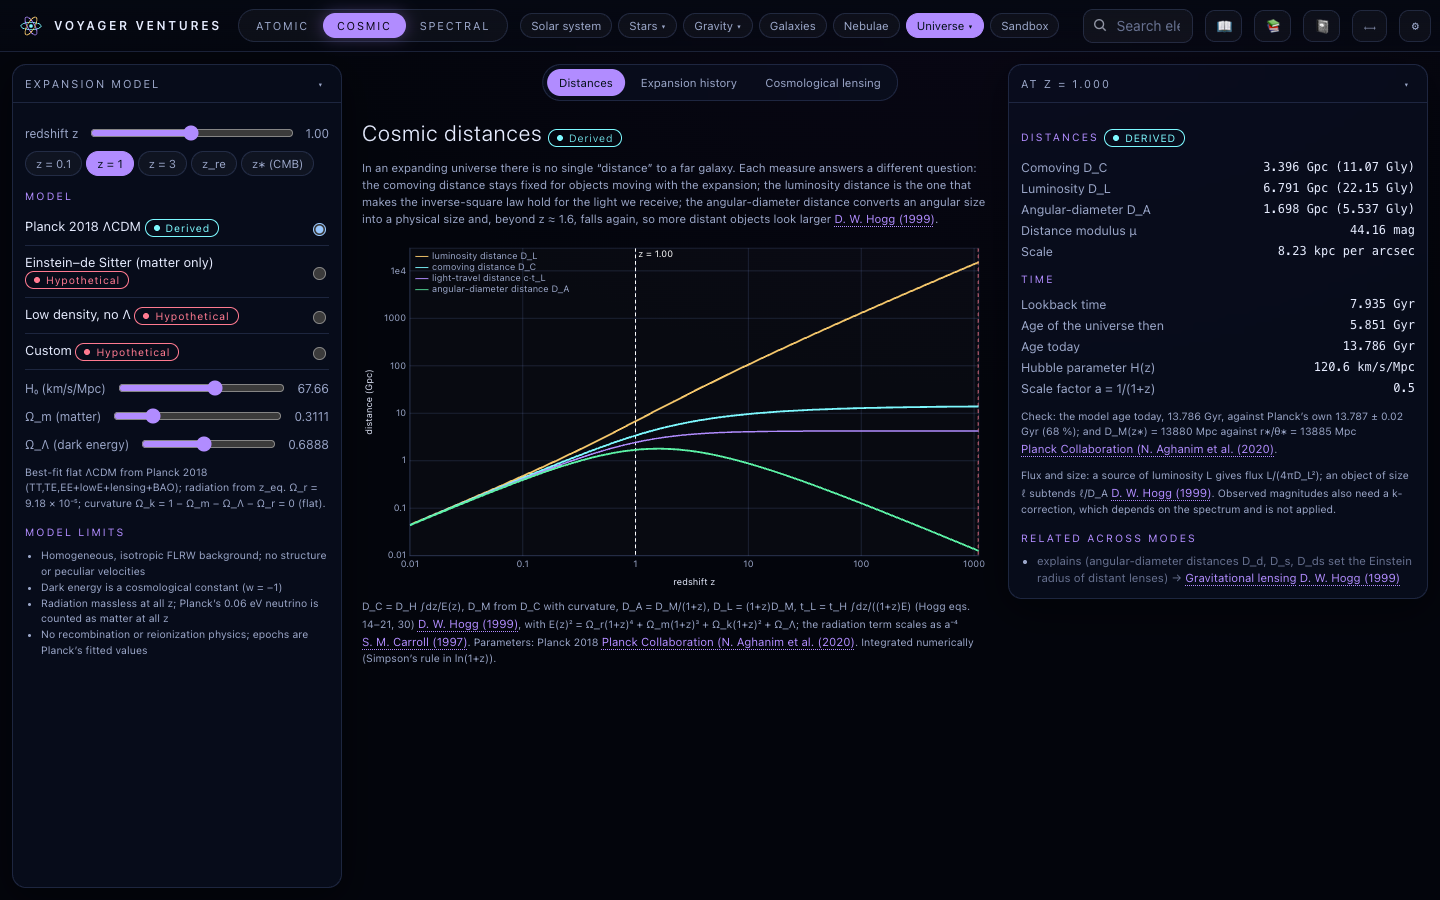 VOYAGER VENTURES
ATOMIC COSMIC SPECTRAL
Solar system Stars ▾ Gravity ▾ Galaxies Nebulae Universe ▾ Sandbox
Search ele
EXPANSION MODEL
redshift z 1.00
z = 0.1 z = 1 z = 3 z_re z∗ (CMB)
MODEL
Planck 2018 ΛCDM Derived
Einstein–de Sitter (matter only)
Hypothetical
Low density, no Λ Hypothetical
Custom Hypothetical
H₀ (km/s/Mpc) 67.66
Ω_m (matter) 0.3111
Ω_Λ (dark energy) 0.6888
Best-fit flat ΛCDM from Planck 2018
(TT,TE,EE+lowE+lensing+BAO); radiation from z_eq. Ω_r =
9.18 × 10⁻⁵; curvature Ω_k = 1 − Ω_m − Ω_Λ − Ω_r = 0 (flat).
MODEL LIMITS
• Homogeneous, isotropic FLRW background; no structure
or peculiar velocities
• Dark energy is a cosmological constant (w = −1)
• Radiation massless at all z; Planck's 0.06 eV neutrino is
counted as matter at all z
• No recombination or reionization physics; epochs are
Planck's fitted values
Distances Expansion history Cosmological lensing
Cosmic distances Derived
In an expanding universe there is no single “distance” to a far galaxy. Each measure answers a different question:
the comoving distance stays fixed for objects moving with the expansion; the luminosity distance is the one that
makes the inverse-square law hold for the light we receive; the angular-diameter distance converts an angular size
into a physical size and, beyond z ≈ 1.6, falls again, so more distant objects look larger D. W. Hogg (1999).
luminosity distance D_L
comoving distance D_C
light-travel distance c·t_L
angular-diameter distance D_A
z = 1.00
1e4
1000
100
10
1
0.1
0.01
distance (Gpc)
0.01 0.1 1 10 100 1000
redshift z
D_C = D_H ∫dz/E(z), D_M from D_C with curvature, D_A = D_M/(1+z), D_L = (1+z)D_M, t_L = t_H ∫dz/((1+z)E) (Hogg eqs.
14–21, 30) D. W. Hogg (1999), with E(z)² = Ω_r(1+z)⁴ + Ω_m(1+z)³ + Ω_k(1+z)² + Ω_Λ; the radiation term scales as a⁻⁴
S. M. Carroll (1997). Parameters: Planck 2018 Planck Collaboration (N. Aghanim et al. (2020). Integrated numerically
(Simpson's rule in ln(1+z)).
AT Z = 1.000
DISTANCES DERIVED
Comoving D_C 3.396 Gpc (11.07 Gly)
Luminosity D_L 6.791 Gpc (22.15 Gly)
Angular-diameter D_A 1.698 Gpc (5.537 Gly)
Distance modulus μ 44.16 mag
Scale 8.23 kpc per arcsec
TIME
Lookback time 7.935 Gyr
Age of the universe then 5.851 Gyr
Age today 13.786 Gyr
Hubble parameter H(z) 120.6 km/s/Mpc
Scale factor a = 1/(1+z) 0.5
Check: the model age today, 13.786 Gyr, against Planck's own 13.787 ± 0.02
Gyr (68 %); and D_M(z∗) = 13880 Mpc against r∗/θ∗ = 13885 Mpc
Planck Collaboration (N. Aghanim et al. (2020).
Flux and size: a source of luminosity L gives flux L/(4πD_L²); an object of size
ℓ subtends ℓ/D_A D. W. Hogg (1999). Observed magnitudes also need a k-
correction, which depends on the spectrum and is not applied.
RELATED ACROSS MODES
• explains (angular-diameter distances D_d, D_s, D_ds set the Einstein
radius of distant lenses) → Gravitational lensing D. W. Hogg (1999)